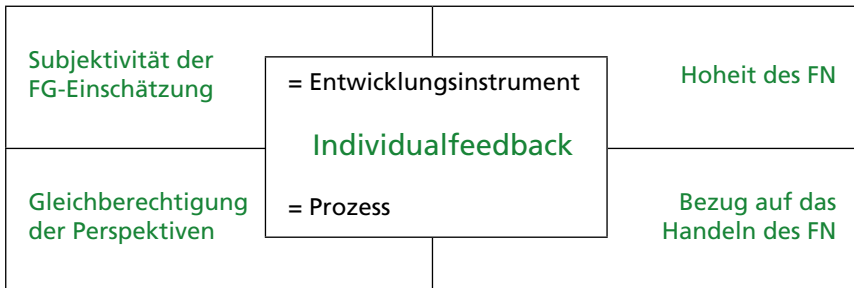 Subjektivität der
FG-Einschätzung
= Entwicklungsinstrument
Individualfeedback
= Prozess
Hoheit des FN
Gleichberechtigung
der Perspektiven
Bezug auf das
Handeln des FN